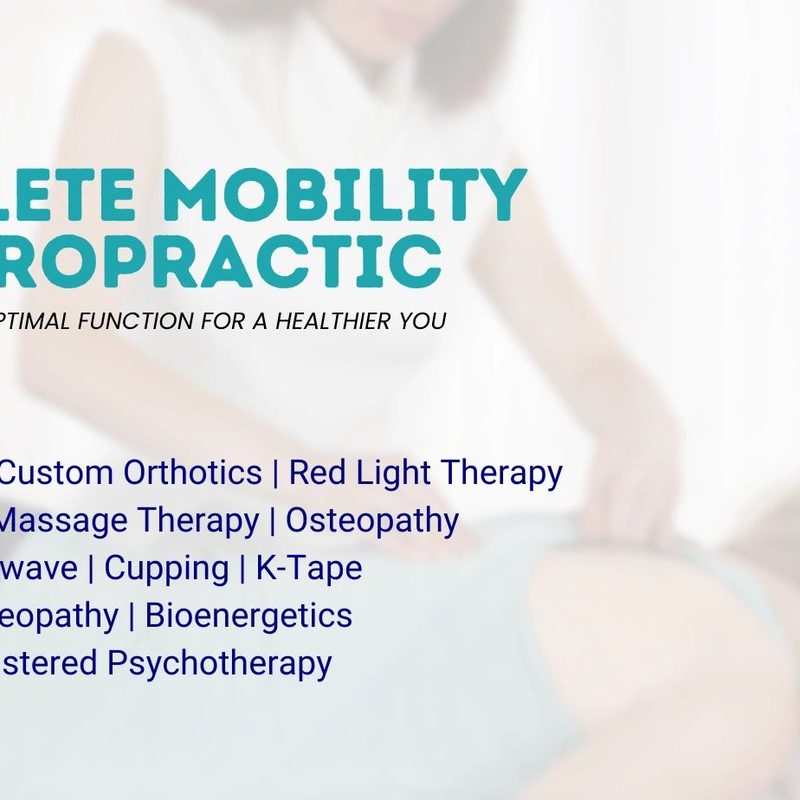 LETE MOBILITY
ROPRACTIC
PTIMAL FUNCTION FOR A HEALTHIER YOU
Custom Orthotics | Red Light Therapy
Massage Therapy | Osteopathy
wave | Cupping | K-Tape
eopathy | Bioenergetics
stered Psychotherapy